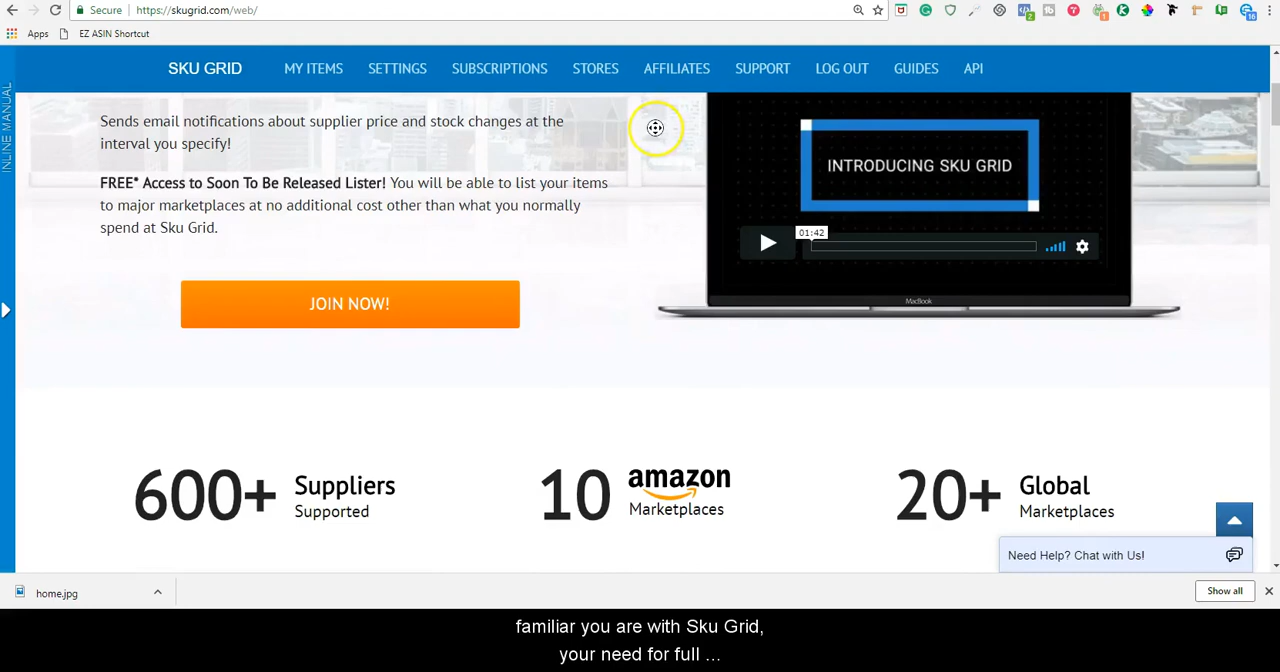 Secure https://skugrid.com/web/
Apps EZ ASIN Shortcut
SKU GRID MY ITEMS SETTINGS SUBSCRIPTIONS STORES AFFILIATES SUPPORT LOG OUT GUIDES API
INLINE MANUAL
Sends email notifications about supplier price and stock changes at the
interval you specify!
FREE* Access to Soon To Be Released Lister! You will be able to list your items
to major marketplaces at no additional cost other than what you normally
spend at Sku Grid.
JOIN NOW!
INTRODUCING SKU GRID
01:42
MacBook
600+ Suppliers
Supported
10 amazon
Marketplaces
20+ Global
Marketplaces
Need Help? Chat with Us!
home.jpg
Show all
familiar you are with Sku Grid,
your need for full ...